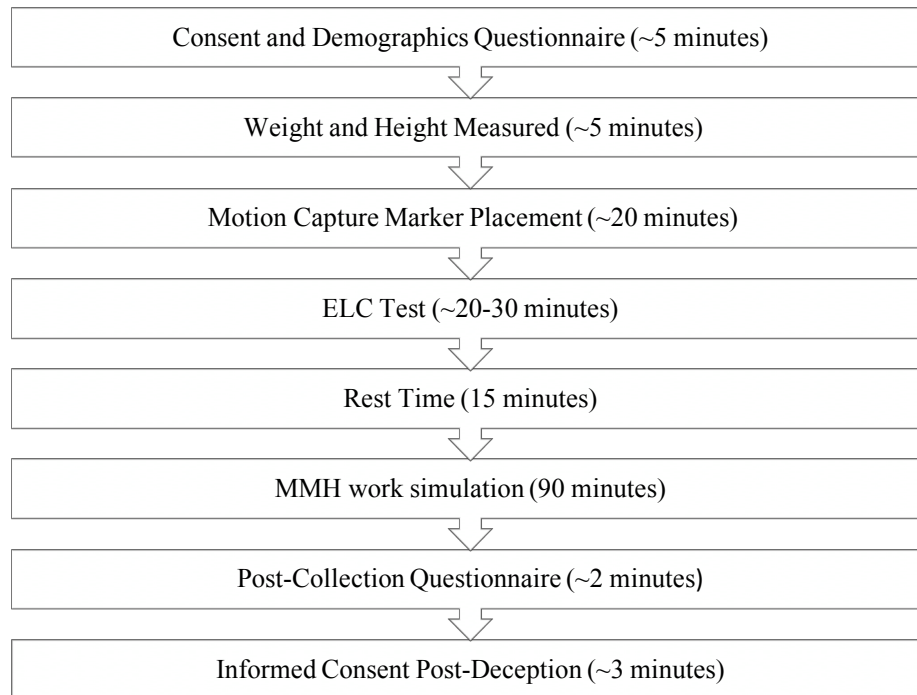 Consent and Demographics Questionnaire (~5 minutes)
Weight and Height Measured (~5 minutes)
Motion Capture Marker Placement (~20 minutes)
ELC Test (~20-30 minutes)
Rest Time (15 minutes)
MMH work simulation (90 minutes)
Post-Collection Questionnaire (~2 minutes)
Informed Consent Post-Deception (~3 minutes)